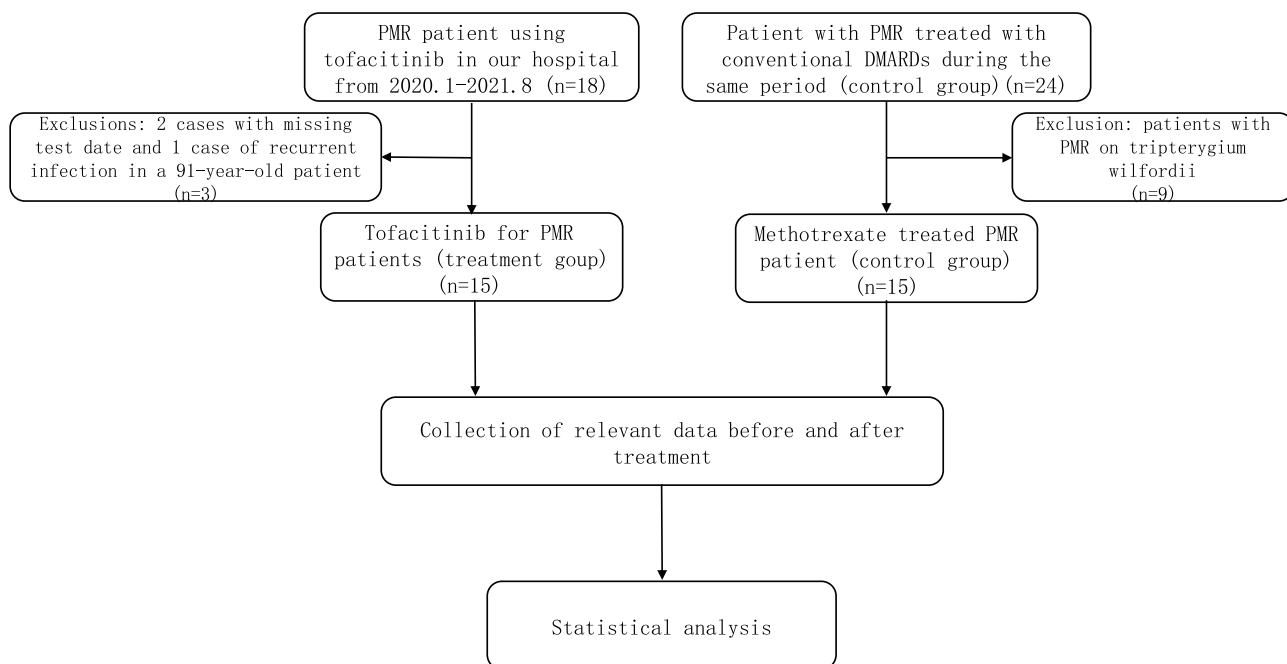 PMR patient using
tofacitinib in our hospital
from 2020.1-2021.8 (n=18)
Patient with PMR treated with
conventional DMARDs during the
same period (control group)(n=24)
Exclusions: 2 cases with missing
test date and 1 case of recurrent
infection in a 91-year-old patient
(n=3)
Exclusion: patients with
PMR on tripterygium
wilfordii
(n=9)
Tofacitinib for PMR
patients (treatment goup)
(n=15)
Methotrexate treated PMR
patient (control group)
(n=15)
Collection of relevant data before and after
treatment
Statistical analysis